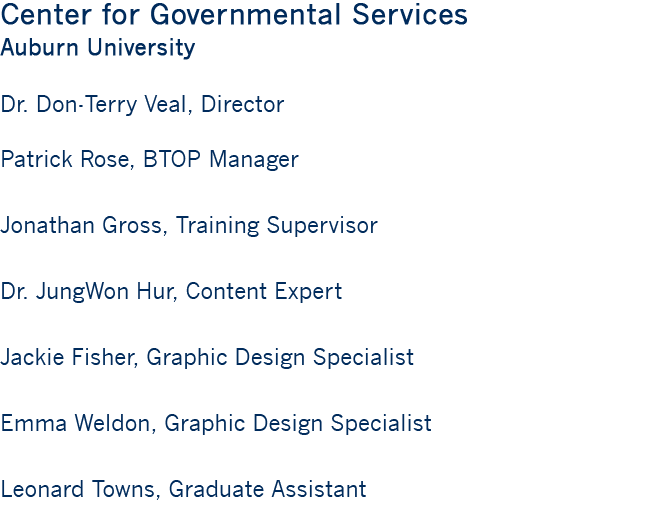 Center for Governmental Services
Auburn University
Dr. Don-Terry Veal, Director
Patrick Rose, BTOP Manager
Jonathan Gross, Training Supervisor
Dr. JungWon Hur, Content Expert
Jackie Fisher, Graphic Design Specialist
Emma Weldon, Graphic Design Specialist
Leonard Towns, Graduate Assistant